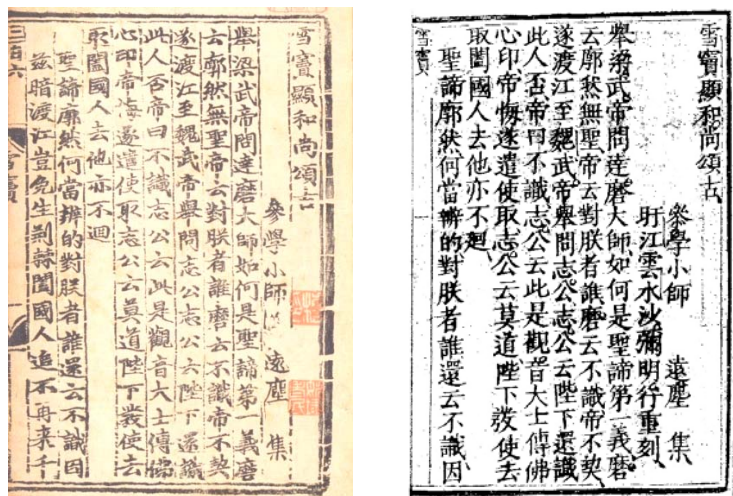 雪竇顯和尚頌古
參學小師 遠塵 集
舉梁武帝問達磨大師如何是聖諦第一義磨
云廓然無聖帝云對朕者誰磨云不識帝不契
遂渡江至魏武帝舉問志公志公云陛下還識
此人否帝曰不識志公云此是觀音大士傳佛
心印帝悔遂遣使取志公云莫道陛下發使去
取闔國人去他亦不迴
聖諦廓然何當辨的對朕者誰還云不識因
茲暗渡江豈免生荆棘闔國人追不再来千
三百六
雪竇顯和尚頌古
參學小師 遠塵 集
盱江雲水沙彌明行重刻
舉梁武帝問達磨大師如何是聖諦第一義磨
云廓然無聖帝云對朕者誰磨云不識帝不契
遂渡江至魏武帝舉問志公志公云陛下還識
此人否帝曰不識志公云此是觀音大士傳佛
心印帝悔遂遣使取志公云莫道陛下發使去
取闔國人去他亦不廻
聖諦廓然何當辨的對朕者誰還云不識因
雪竇